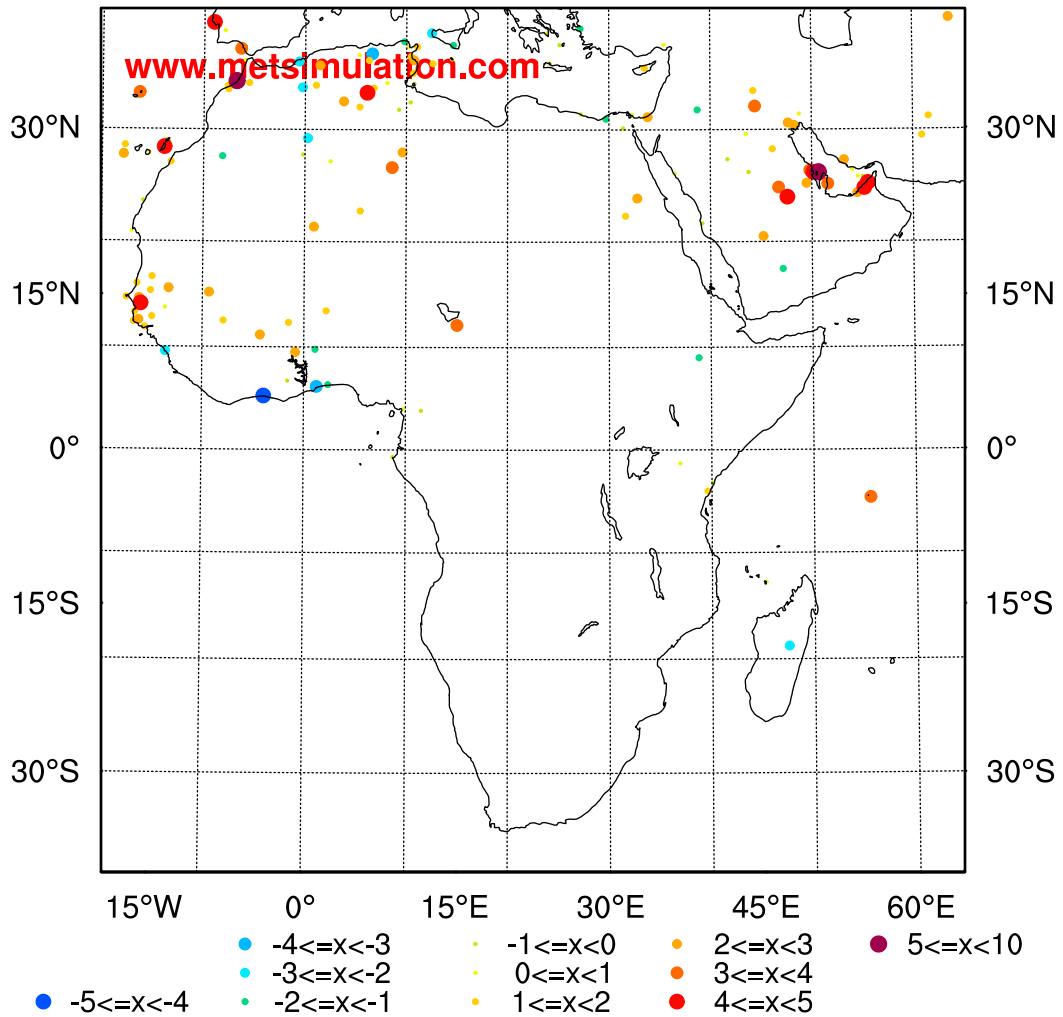 www.metsimulation.com
30°N 30°N
15°N 15°N
0° 0°
15°S 15°S
30°S 30°S
15°W 0° 15°E 30°E 45°E 60°E
-4<=x<-3 -1<=x<0 2<=x<3 5<=x<10
-3<=x<-2 0<=x<1 3<=x<4
-5<=x<-4 -2<=x<-1 1<=x<2 4<=x<5